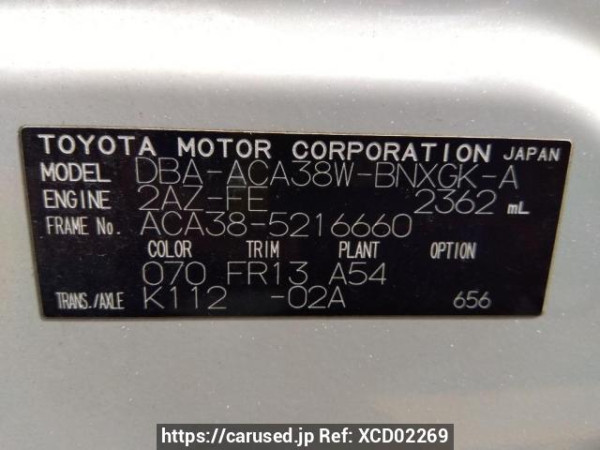 TOYOTA MOTOR CORPORATION JAPAN
MODEL DBA-ACA38W-BNXGK-A
ENGINE 2AZ-FE 2362 mL
FRAME No. ACA38-5216660
COLOR TRIM PLANT OPTION
070 FR13 A54
TRANS./AXLE K112 -02A 656
https://carused.jp Ref: XCD02269